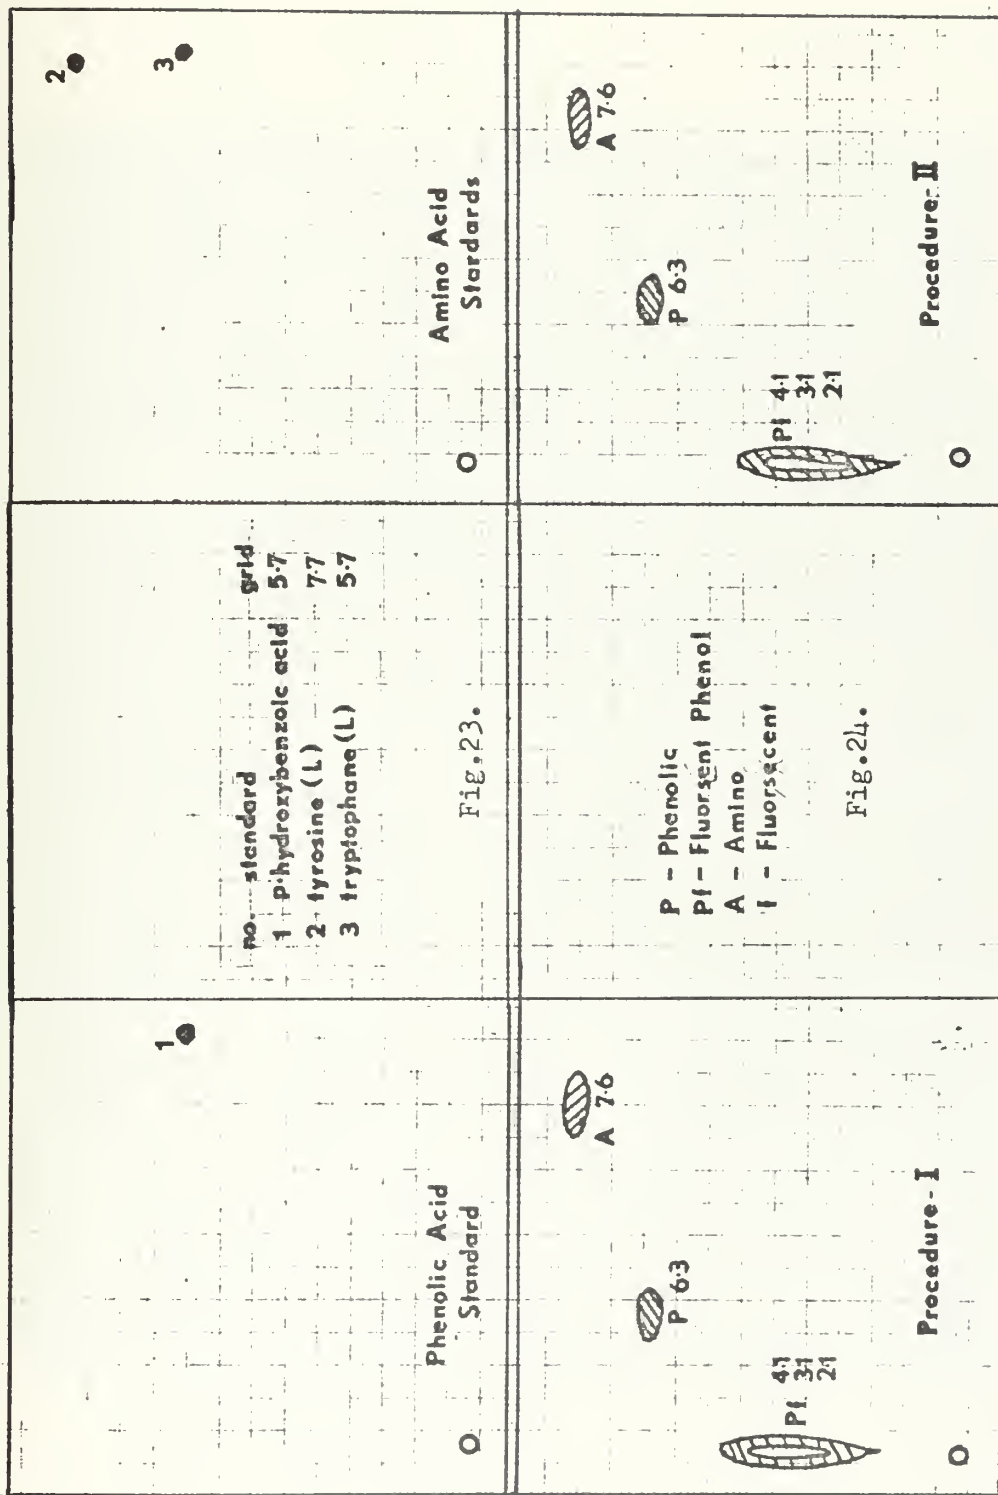 1
Phenolic Acid
Standard
O
no. standard grid
1 p·hydroxybenzoic acid 5·7
2 tyrosine (L) 7·7
3 tryptophane (L) 5·7
Fig.23.
2
3
Amino Acid
Stardards
O
A 7·6
P 6·3
Pf 4·1
3·1
2·1
Procedure-I
O
P – Phenolic
Pf – Fluorsent Phenol
A – Amino
f – Fluorsecent
Fig.24.
A 7·6
P 6·3
Pf 4·1
3·1
2·1
Procedure-II
O